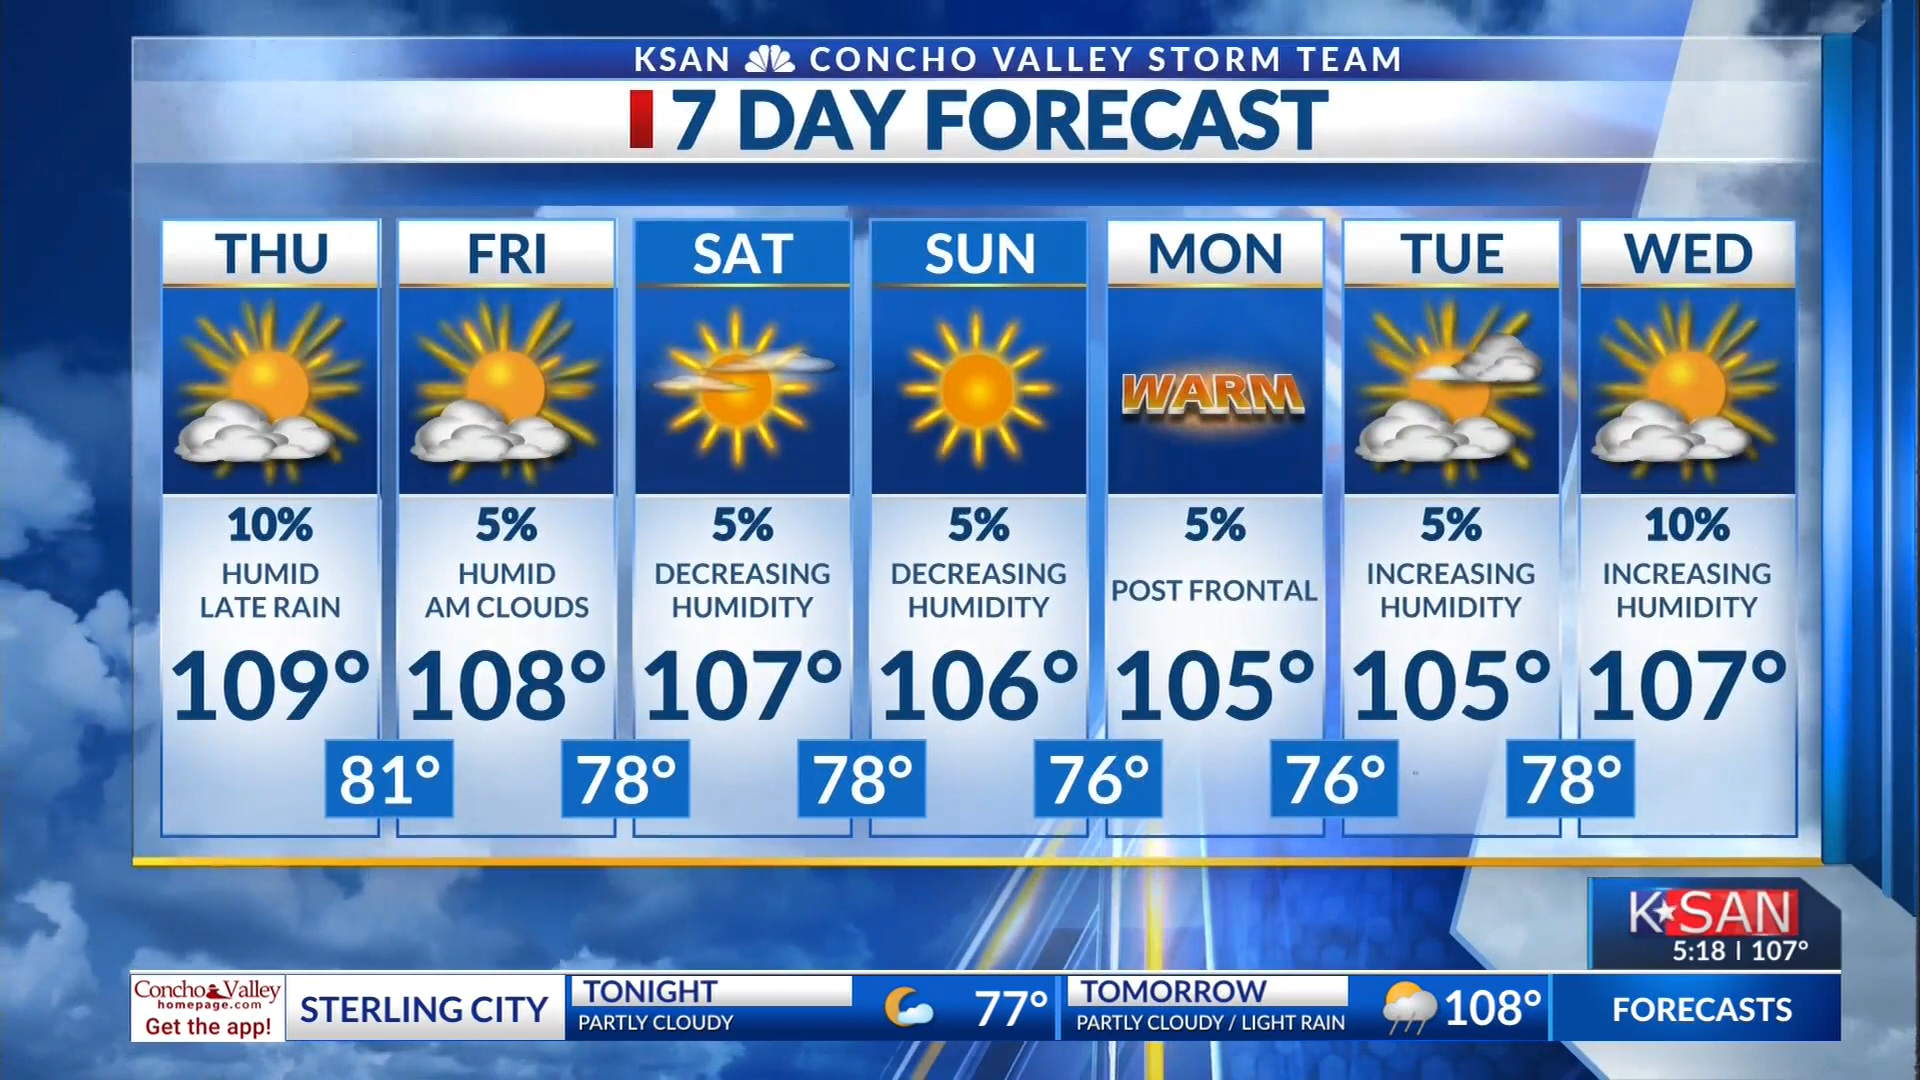 KSAN CONCHO VALLEY STORM TEAM
7 DAY FORECAST
THU
FRI
SAT
SUN
MON
TUE
WED
WARM
10%
5%
5%
5%
5%
5%
10%
HUMID
LATE RAIN
HUMID
AM CLOUDS
DECREASING
HUMIDITY
DECREASING
HUMIDITY
POST FRONTAL
INCREASING
HUMIDITY
INCREASING
HUMIDITY
109°
108°
107°
106°
105°
105°
107°
81°
78°
78°
76°
76°
78°
KSAN
5:18 | 107°
Concho Valley
homepage.com
Get the app!
STERLING CITY
TONIGHT
PARTLY CLOUDY
77°
TOMORROW
PARTLY CLOUDY / LIGHT RAIN
108°
FORECASTS